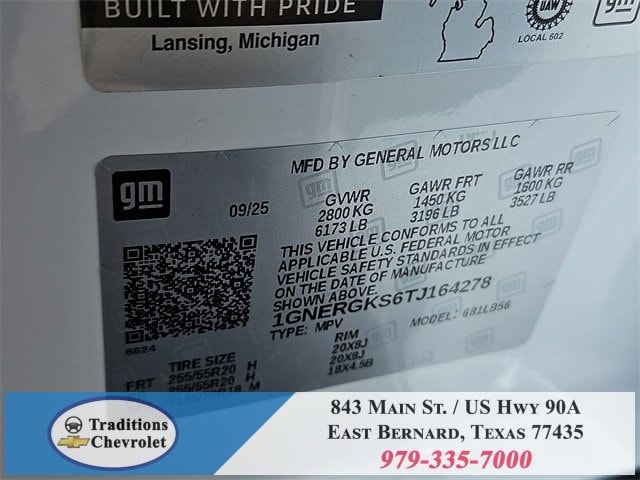 BUILT WITH PRIDE
Lansing, Michigan
UAW
LOCAL 602
gm
MFD BY GENERAL MOTORS LLC
gm
09/25
GVWR
2800 KG
6173 LB
GAWR FRT
1450 KG
3196 LB
GAWR RR
1600 KG
3527 LB
THIS VEHICLE CONFORMS TO ALL
APPLICABLE U.S. FEDERAL MOTOR
VEHICLE SAFETY STANDARDS IN EFFECT
ON THE DATE OF MANUFACTURE
SHOWN ABOVE.
1GNERGKS6TJ164278
TYPE: MPV
MODEL: 681LB56
8624
TIRE SIZE
RIM
FRT 255/55R20 H
20X8J
255/55R20 H
20X8J
18X4.5B
Traditions
Chevrolet
843 Main St. / US Hwy 90A
East Bernard, Texas 77435
979-335-7000